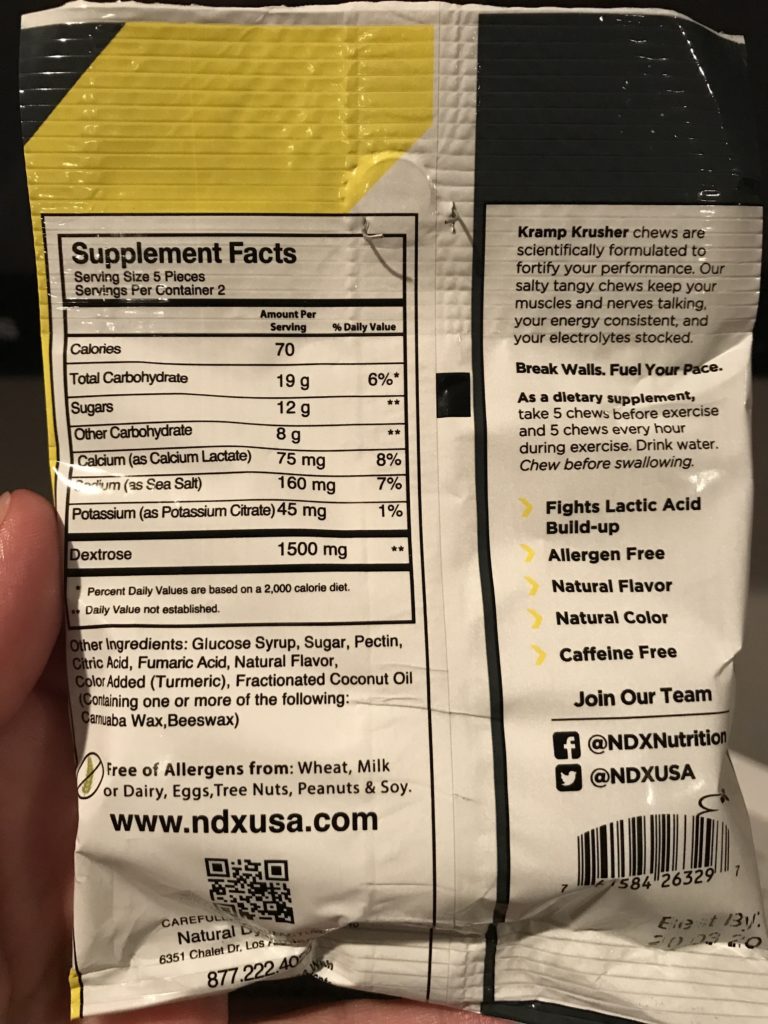 Supplement Facts
Serving Size 5 Pieces
Servings Per Container 2
Amount Per Serving % Daily Value
Calories 70
Total Carbohydrate 19 g 6%*
Sugars 12 g **
Other Carbohydrate 8 g **
Calcium (as Calcium Lactate) 75 mg 8%
(as Sea Salt) 160 mg 7%
Potassium (as Potassium Citrate) 45 mg 1%
Dextrose 1500 mg **
* Percent Daily Values are based on a 2,000 calorie diet.
** Daily Value not established.
Other Ingredients: Glucose Syrup, Sugar, Pectin,
Citric Acid, Fumaric Acid, Natural Flavor,
Color Added (Turmeric), Fractionated Coconut Oil
(Containing one or more of the following:
Carnuaba Wax,Beeswax)
Free of Allergens from: Wheat, Milk
or Dairy, Eggs,Tree Nuts, Peanuts & Soy.
www.ndxusa.com
Natural
6351 Chalet Dr, Los
877.222.40
Kramp Krusher chews are
scientifically formulated to
fortify your performance. Our
salty tangy chews keep your
muscles and nerves talking,
your energy consistent, and
your electrolytes stocked.
Break Walls. Fuel Your Pace.
As a dietary supplement,
take 5 chews before exercise
and 5 chews every hour
during exercise. Drink water.
Chew before swallowing.
Fights Lactic Acid
Build-up
Allergen Free
Natural Flavor
Natural Color
Caffeine Free
Join Our Team
@NDXNutrition
@NDXUSA
7 584 26329 7